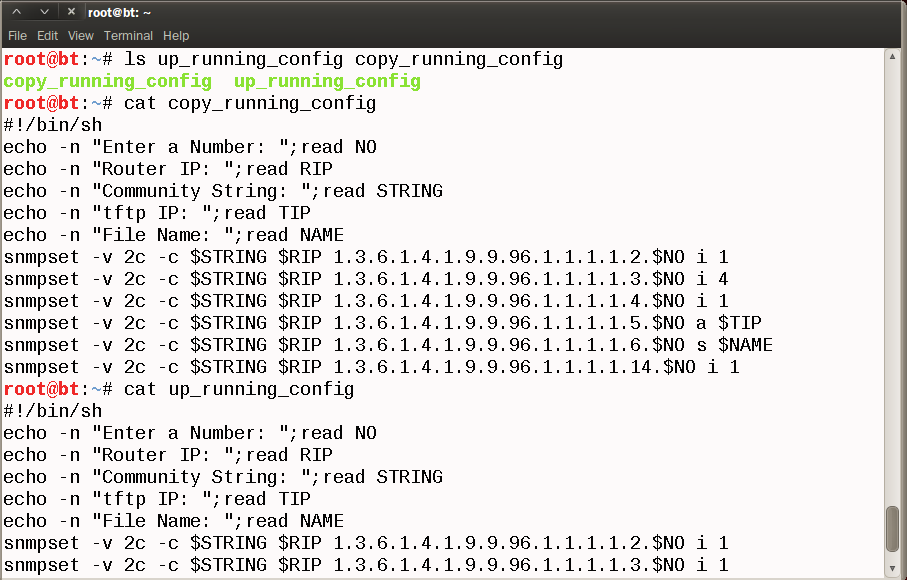 root@bt: ~
File Edit View Terminal Help
root@bt:~# ls up_running_config copy_running_config
copy_running_config  up_running_config
root@bt:~# cat copy_running_config
#!/bin/sh
echo -n "Enter a Number: ";read NO
echo -n "Router IP: ";read RIP
echo -n "Community String: ";read STRING
echo -n "tftp IP: ";read TIP
echo -n "File Name: ";read NAME
snmpset -v 2c -c $STRING $RIP 1.3.6.1.4.1.9.9.96.1.1.1.1.2.$NO i 1
snmpset -v 2c -c $STRING $RIP 1.3.6.1.4.1.9.9.96.1.1.1.1.3.$NO i 4
snmpset -v 2c -c $STRING $RIP 1.3.6.1.4.1.9.9.96.1.1.1.1.4.$NO i 1
snmpset -v 2c -c $STRING $RIP 1.3.6.1.4.1.9.9.96.1.1.1.1.5.$NO a $TIP
snmpset -v 2c -c $STRING $RIP 1.3.6.1.4.1.9.9.96.1.1.1.1.6.$NO s $NAME
snmpset -v 2c -c $STRING $RIP 1.3.6.1.4.1.9.9.96.1.1.1.1.14.$NO i 1
root@bt:~# cat up_running_config
#!/bin/sh
echo -n "Enter a Number: ";read NO
echo -n "Router IP: ";read RIP
echo -n "Community String: ";read STRING
echo -n "tftp IP: ";read TIP
echo -n "File Name: ";read NAME
snmpset -v 2c -c $STRING $RIP 1.3.6.1.4.1.9.9.96.1.1.1.1.2.$NO i 1
snmpset -v 2c -c $STRING $RIP 1.3.6.1.4.1.9.9.96.1.1.1.1.3.$NO i 1